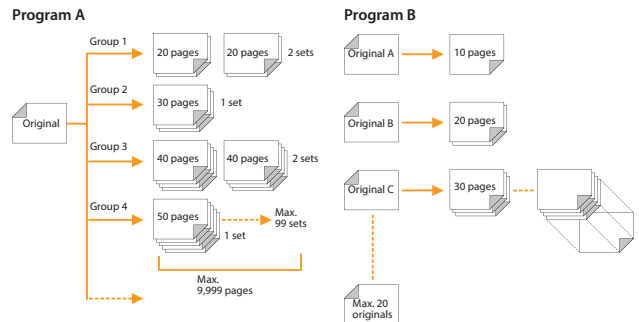 Program A
Group 1
20 pages
20 pages
2 sets
Group 2
30 pages
1 set
Original
Group 3
40 pages
40 pages
2 sets
Group 4
50 pages
1 set
Max.
99 sets
Max.
9,999 pages
Program B
Original A
10 pages
Original B
20 pages
Original C
30 pages
Max. 20
originals